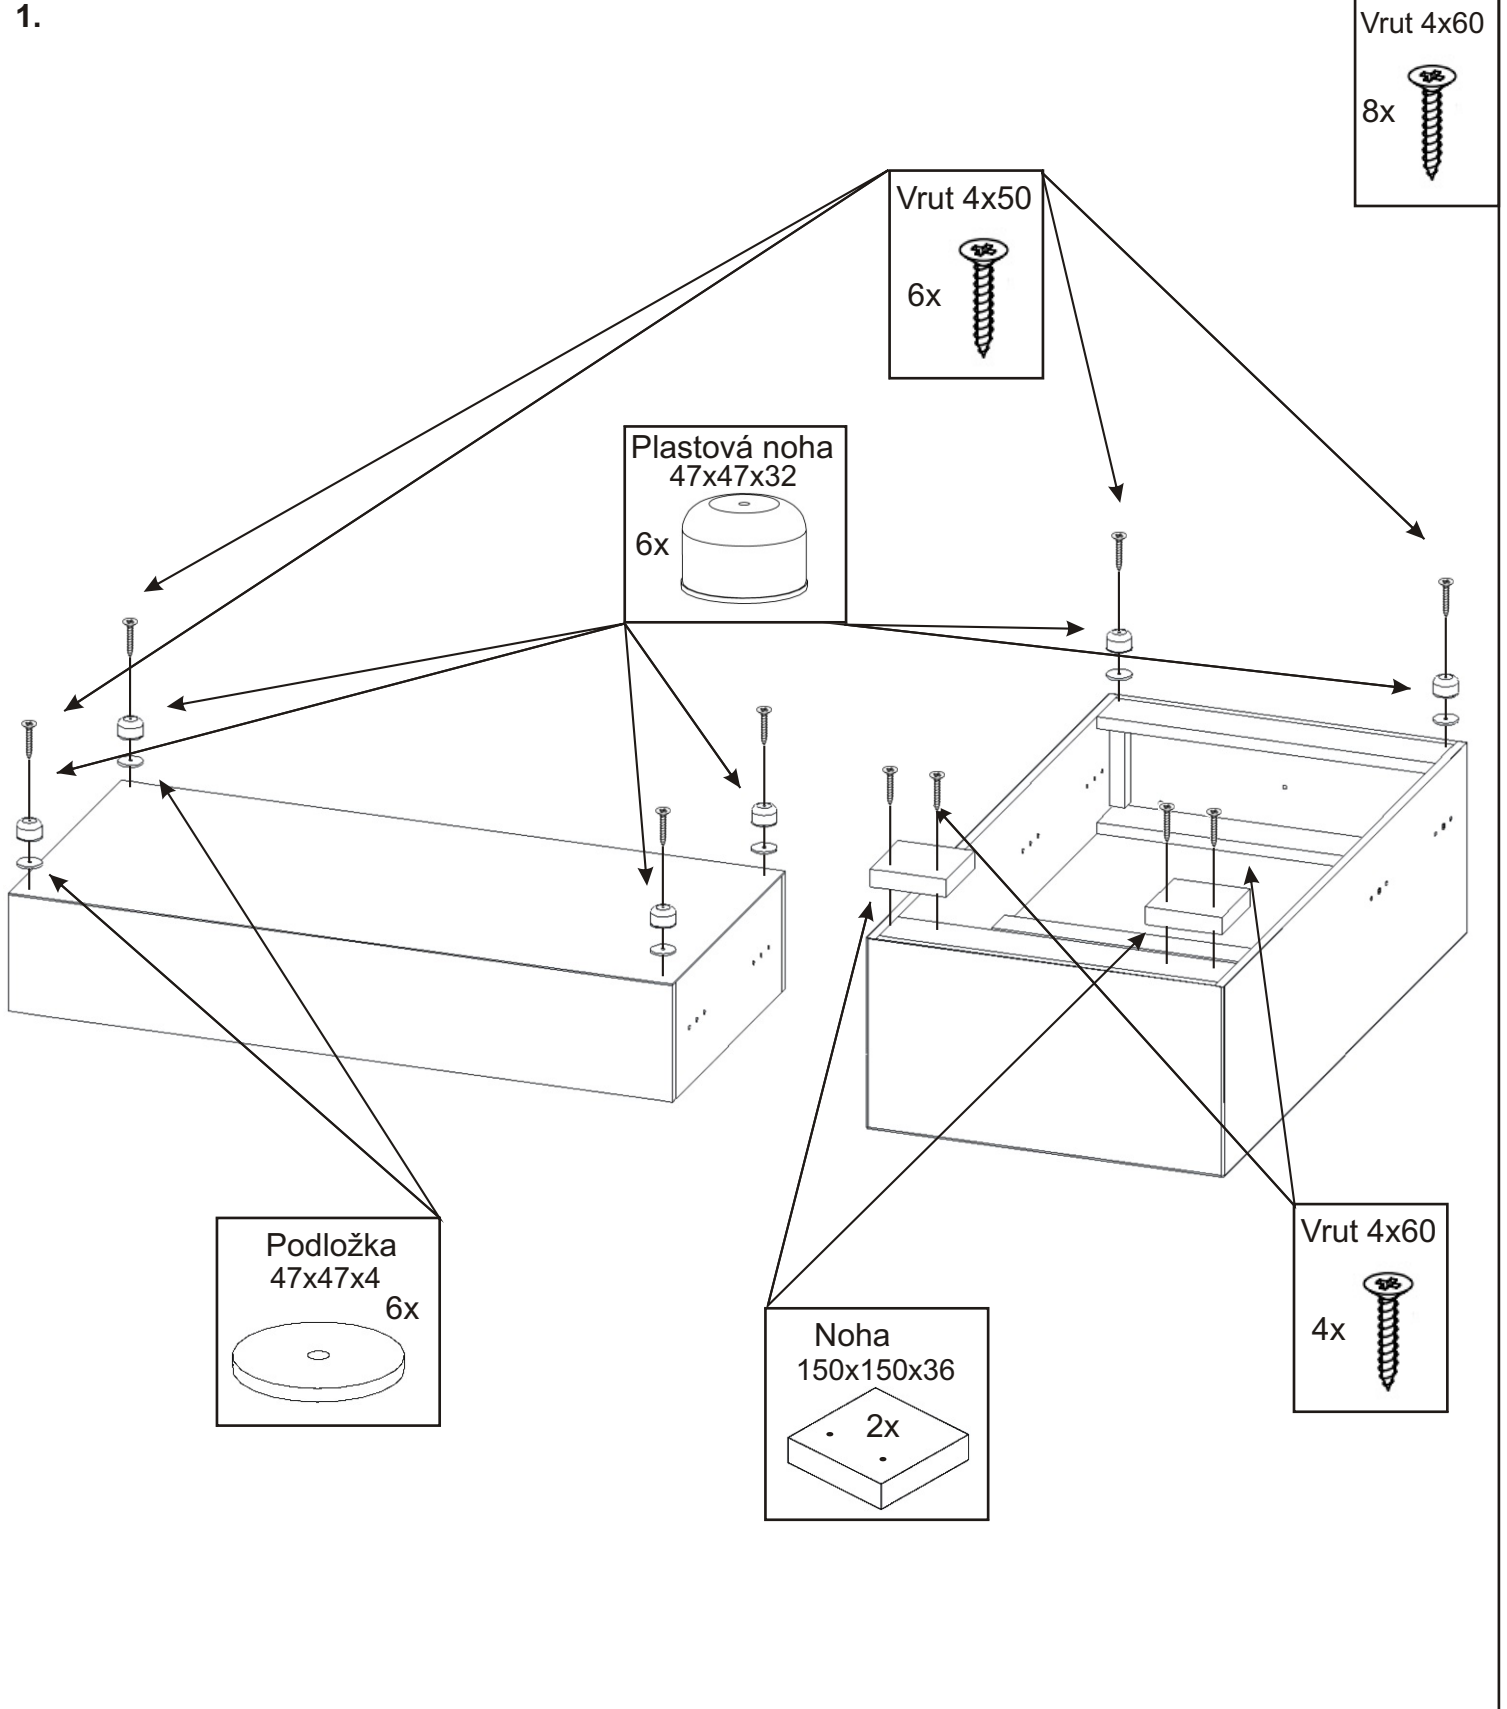 1.
Vrut 4x60
8x
Vrut 4x50
6x
Plastová noha
47x47x32
6x
Podložka
47x47x4
6x
Noha
150x150x36
2x
Vrut 4x60
4x